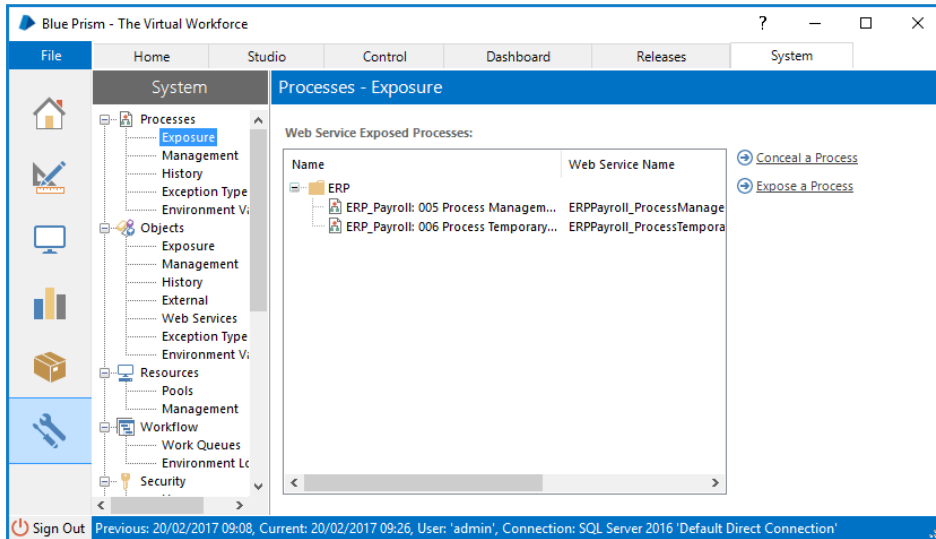 Blue Prism - The Virtual Workforce ?
File Home Studio Control Dashboard Releases System
System
Processes - Exposure
Processes
Exposure
Management
History
Exception Type
Environment Va
Objects
Exposure
Management
History
External
Web Services
Exception Type
Environment Va
Resources
Pools
Management
Workflow
Work Queues
Environment Lo
Security
Web Service Exposed Processes:
Name Web Service Name
ERP
ERP_Payroll: 005 Process Managem... ERPPayroll_ProcessManage
ERP_Payroll: 006 Process Temporary... ERPPayroll_ProcessTempora
Conceal a Process
Expose a Process
Sign Out Previous: 20/02/2017 09:08, Current: 20/02/2017 09:26, User: 'admin', Connection: SQL Server 2016 'Default Direct Connection'